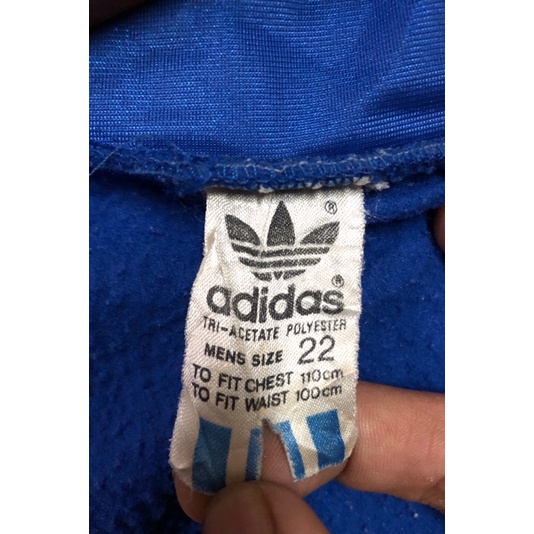 ®
adidas®
TRI-ACETATE POLYESTER
MENS SIZE 22
TO FIT CHEST 110cm
TO FIT WAIST 100cm